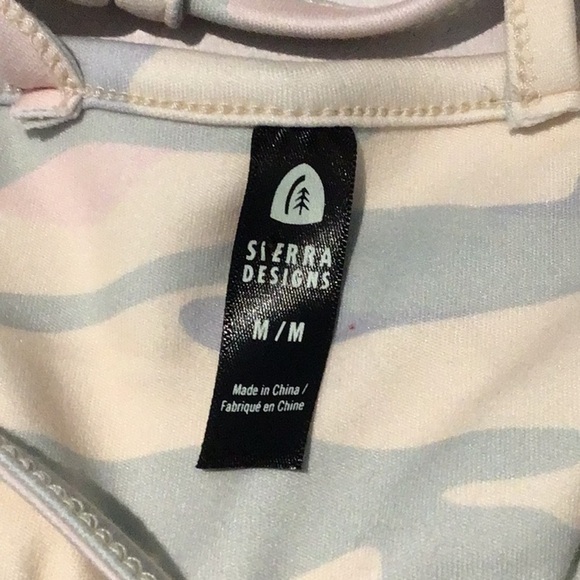 SIERRA
DESIGNS
M/M
Made in China /
Fabriqué en Chine